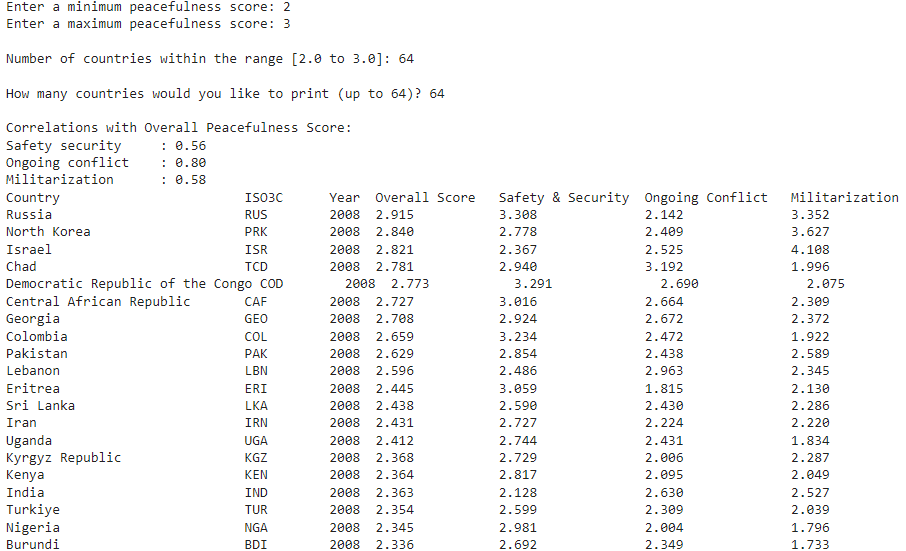 Enter a minimum peacefulness score: 2
Enter a maximum peacefulness score: 3
Number of countries within the range [2.0 to 3.0]: 64
How many countries would you like to print (up to 64)? 64
Correlations with Overall Peacefulness Score:
Safety security     : 0.56
Ongoing conflict    : 0.80
Militarization      : 0.58
Country                        ISO3C      Year  Overall Score   Safety & Security  Ongoing Conflict   Militarization
Russia                         RUS        2008  2.915           3.308              2.142              3.352
North Korea                    PRK        2008  2.840           2.778              2.409              3.627
Israel                         ISR        2008  2.821           2.367              2.525              4.108
Chad                           TCD        2008  2.781           2.940              3.192              1.996
Democratic Republic of the Congo COD        2008  2.773           3.291              2.690              2.075
Central African Republic       CAF        2008  2.727           3.016              2.664              2.309
Georgia                        GEO        2008  2.708           2.924              2.672              2.372
Colombia                       COL        2008  2.659           3.234              2.472              1.922
Pakistan                       PAK        2008  2.629           2.854              2.438              2.589
Lebanon                        LBN        2008  2.596           2.486              2.963              2.345
Eritrea                        ERI        2008  2.445           3.059              1.815              2.130
Sri Lanka                      LKA        2008  2.438           2.590              2.430              2.286
Iran                           IRN        2008  2.431           2.727              2.224              2.220
Uganda                         UGA        2008  2.412           2.744              2.431              1.834
Kyrgyz Republic                KGZ        2008  2.368           2.729              2.006              2.287
Kenya                          KEN        2008  2.364           2.817              2.095              2.049
India                          IND        2008  2.363           2.128              2.630              2.527
Turkiye                        TUR        2008  2.354           2.599              2.309              2.039
Nigeria                        NGA        2008  2.345           2.981              2.004              1.796
Burundi                        BDI        2008  2.336           2.692              2.349              1.733